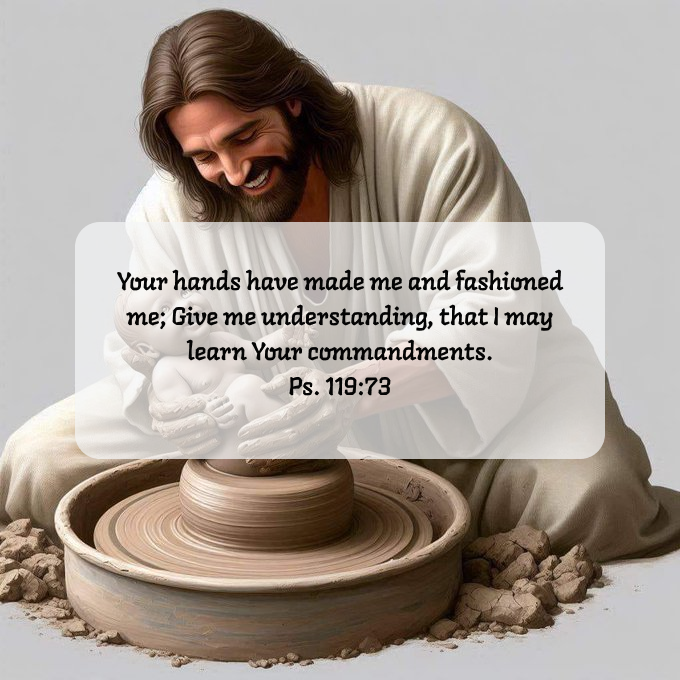 Your hands have made me and fashioned
me; Give me understanding, that I may
learn Your commandments.
Ps. 119:73